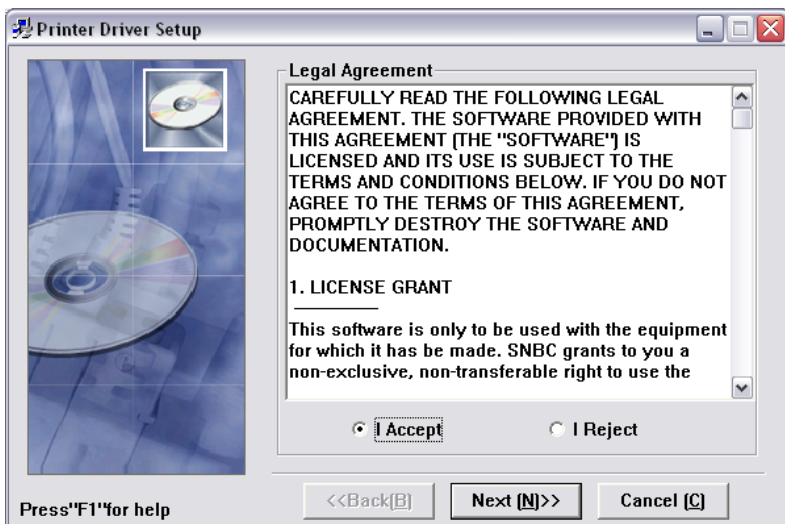 Printer Driver Setup
Legal Agreement
CAREFULLY READ THE FOLLOWING LEGAL
AGREEMENT. THE SOFTWARE PROVIDED WITH
THIS AGREEMENT (THE "SOFTWARE") IS
LICENSED AND ITS USE IS SUBJECT TO THE
TERMS AND CONDITIONS BELOW. IF YOU DO NOT
AGREE TO THE TERMS OF THIS AGREEMENT,
PROMPTLY DESTROY THE SOFTWARE AND
DOCUMENTATION.
1. LICENSE GRANT
This software is only to be used with the equipment
for which it has be made. SNBC grants to you a
non-exclusive, non-transferable right to use the
I Accept I Reject
Press"F1"for help
<<Back(B) Next (N)>> Cancel (C)